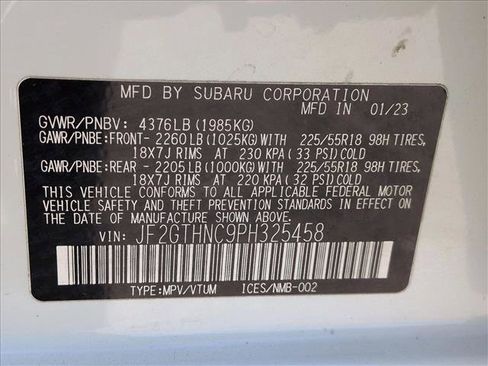 MFD BY SUBARU CORPORATION
IN 01/23
GVWR/PNBV: 4376LB (1985KG)
GAWR/PNBE:FRONT- 2260 LB (1025KG) WITH 225/55R18 98H TIRES,
18X7J RIMS AT 230 KPA ( 33 PSI) COLD
GAWR/PNBE:REAR - 2205 LB (1000KG) WITH 225/55R18 98H TIRES,
18X7J RIMS AT 220 KPA ( 32 PSI) COLD
THIS VEHICLE CONFORMS TO ALL APPLICABLE FEDERAL MOTOR
VEHICLE SAFETY AND THEFT PREVENTION STANDARDS IN EFFECT
ON THE DATE OF MANUFACTURE SHOWN ABOVE.
VIN: JF2GTHNC9PH325458
TYPE:MPV/VTUM ICES/NMB-002